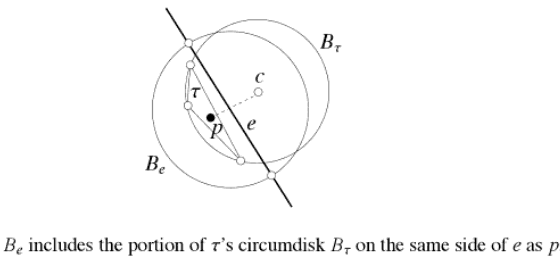 B_τ
c
τ
p
e
B_e
B_e includes the portion of τ's circumdisk B_τ on the same side of e as p